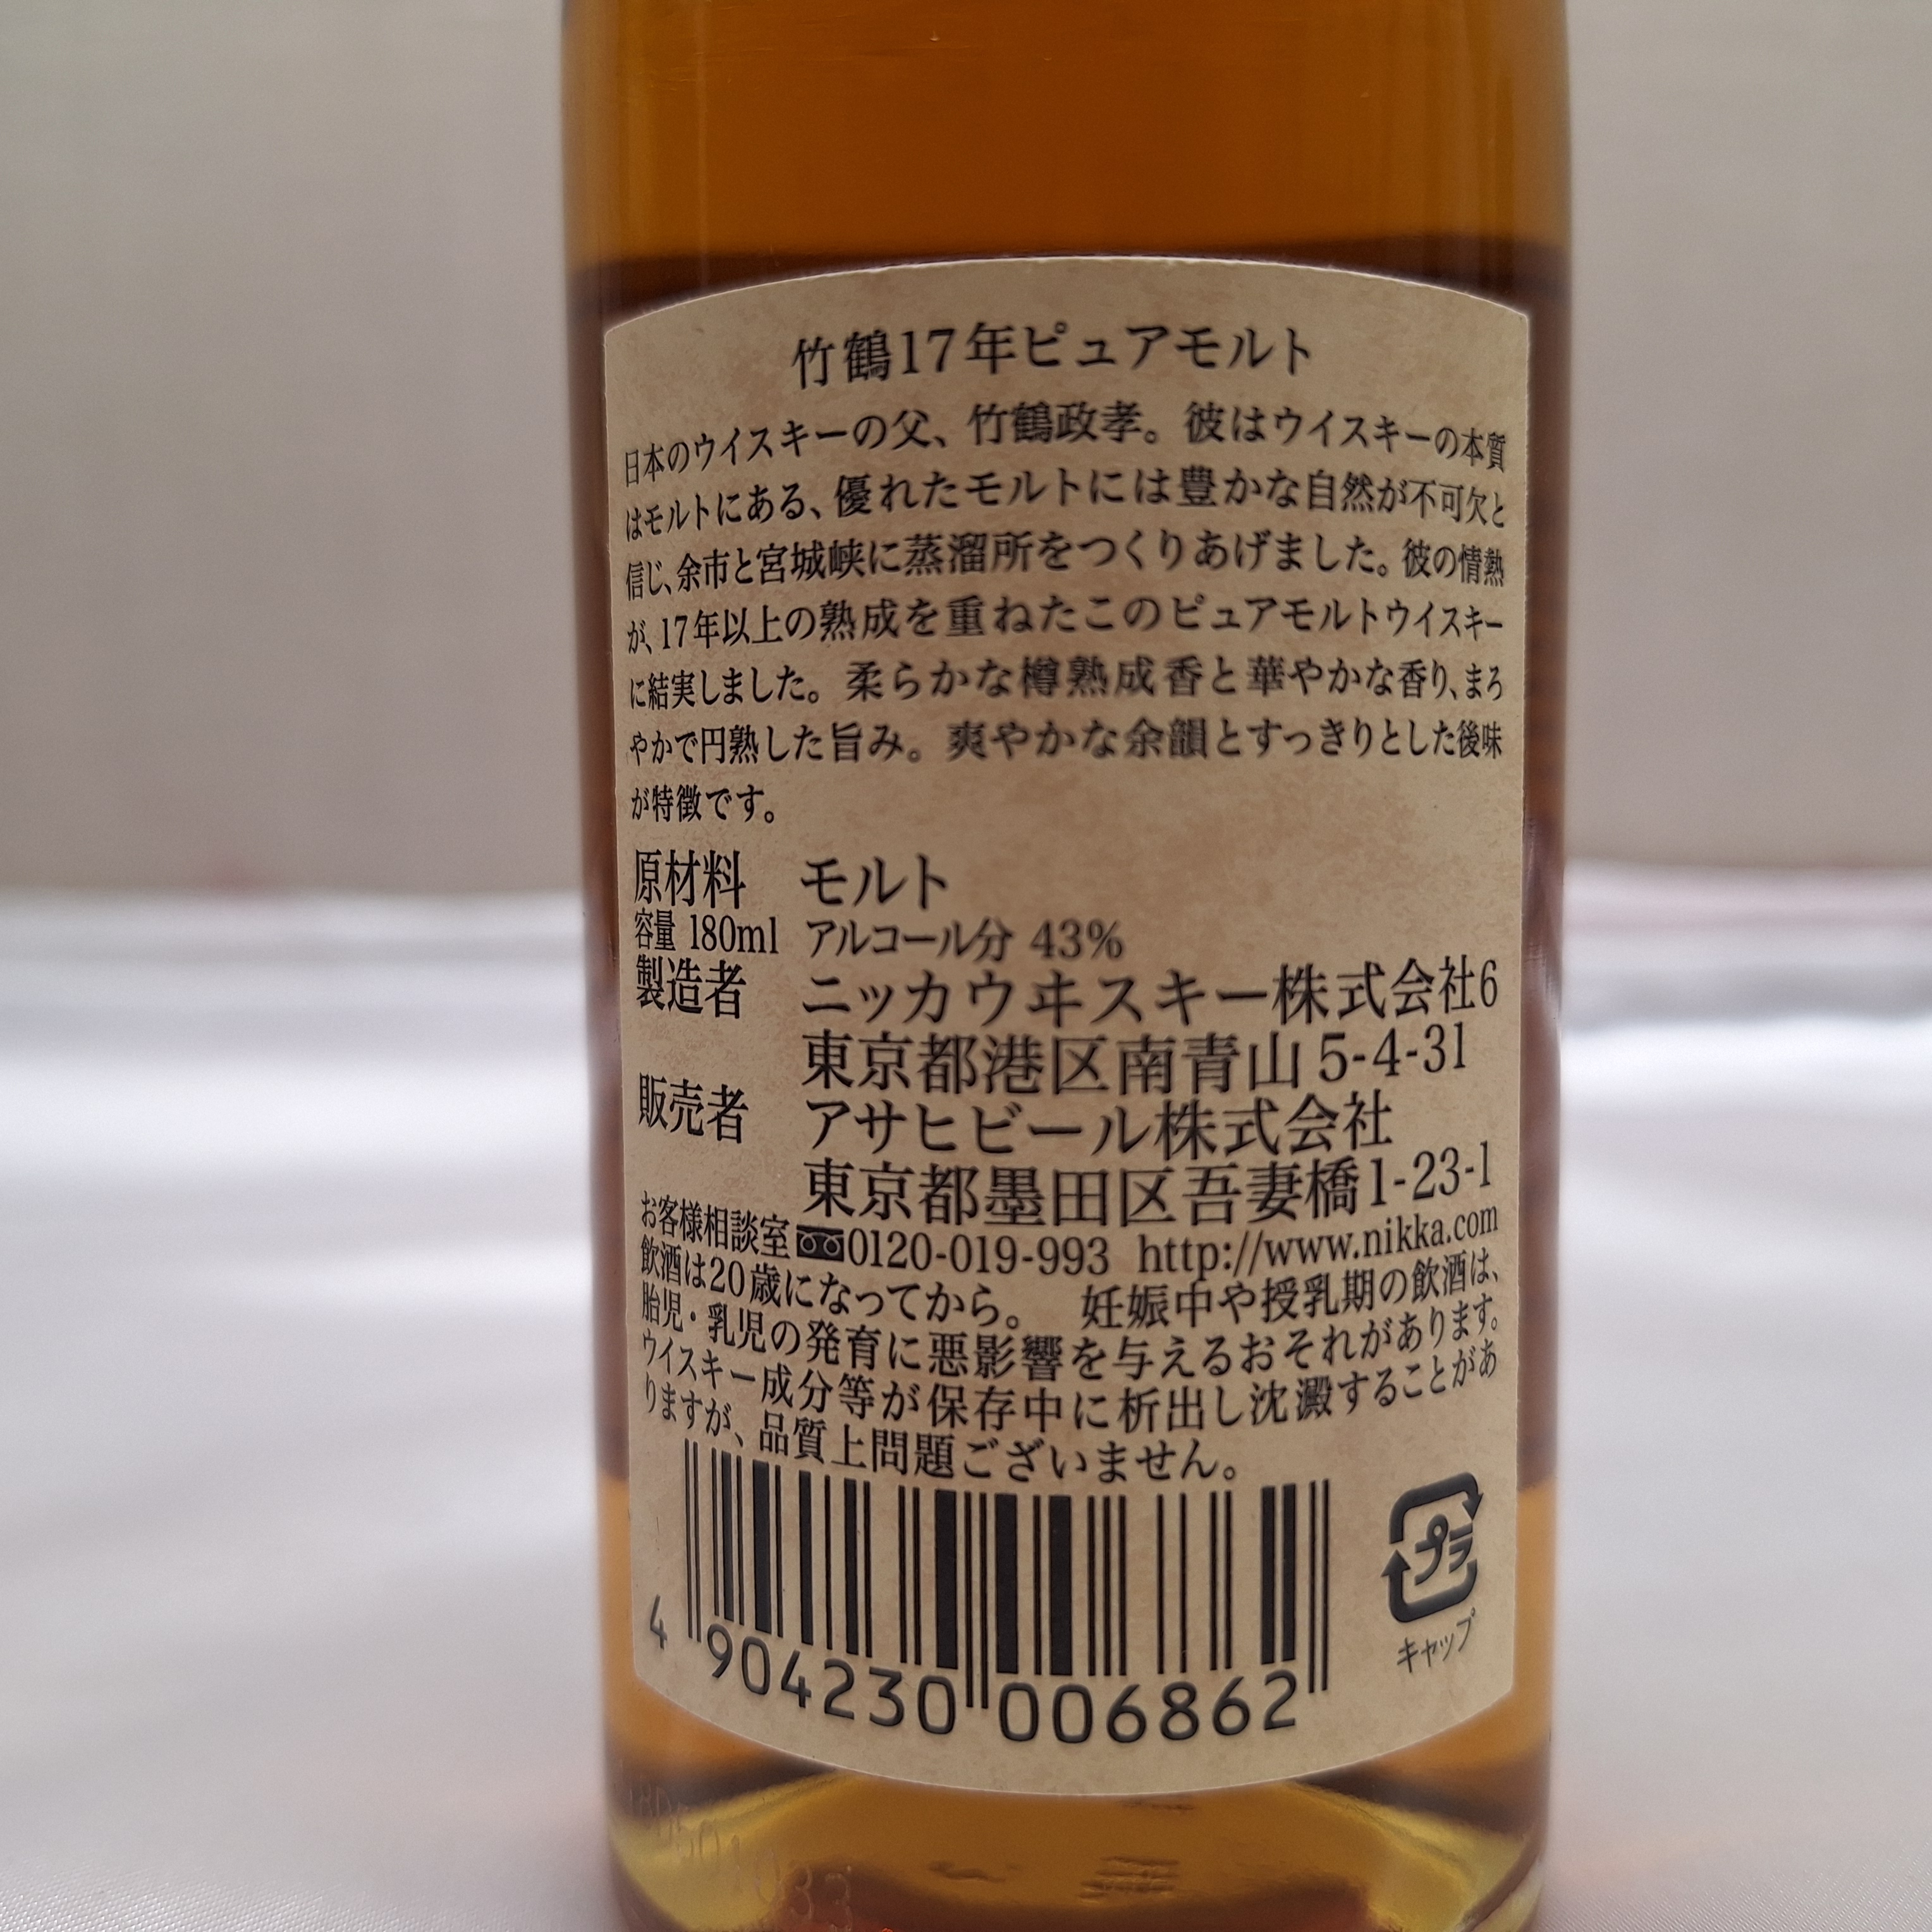 竹鶴17年ピュアモルト
日本のウイスキーの父、竹鶴政孝。彼はウイスキーの本質
はモルトにある、優れたモルトには豊かな自然が不可欠と
信じ、余市と宮城峡に蒸溜所をつくりあげました。彼の情熱
が、17年以上の熟成を重ねたこのピュアモルトウイスキー
に結実しました。柔らかな樽熟成香と華やかな香り、まろ
やかで円熟した旨み。爽やかな余韻とすっきりとした後味
が特徴です。
原材料 モルト
容量 180ml アルコール分 43%
製造者 ニッカウヰスキー株式会社6
東京都港区南青山5-4-31
販売者 アサヒビール株式会社
東京都墨田区吾妻橋1-23-1
お客様相談室 0120-019-993 http://www.nikka.com
飲酒は20歳になってから。 妊娠中や授乳期の飲酒は、
胎児・乳児の発育に悪影響を与えるおそれがあります。
ウイスキー成分等が保存中に析出し沈澱することがあ
りますが、品質上問題ございません。
プラ
キャップ
4 904230 006862